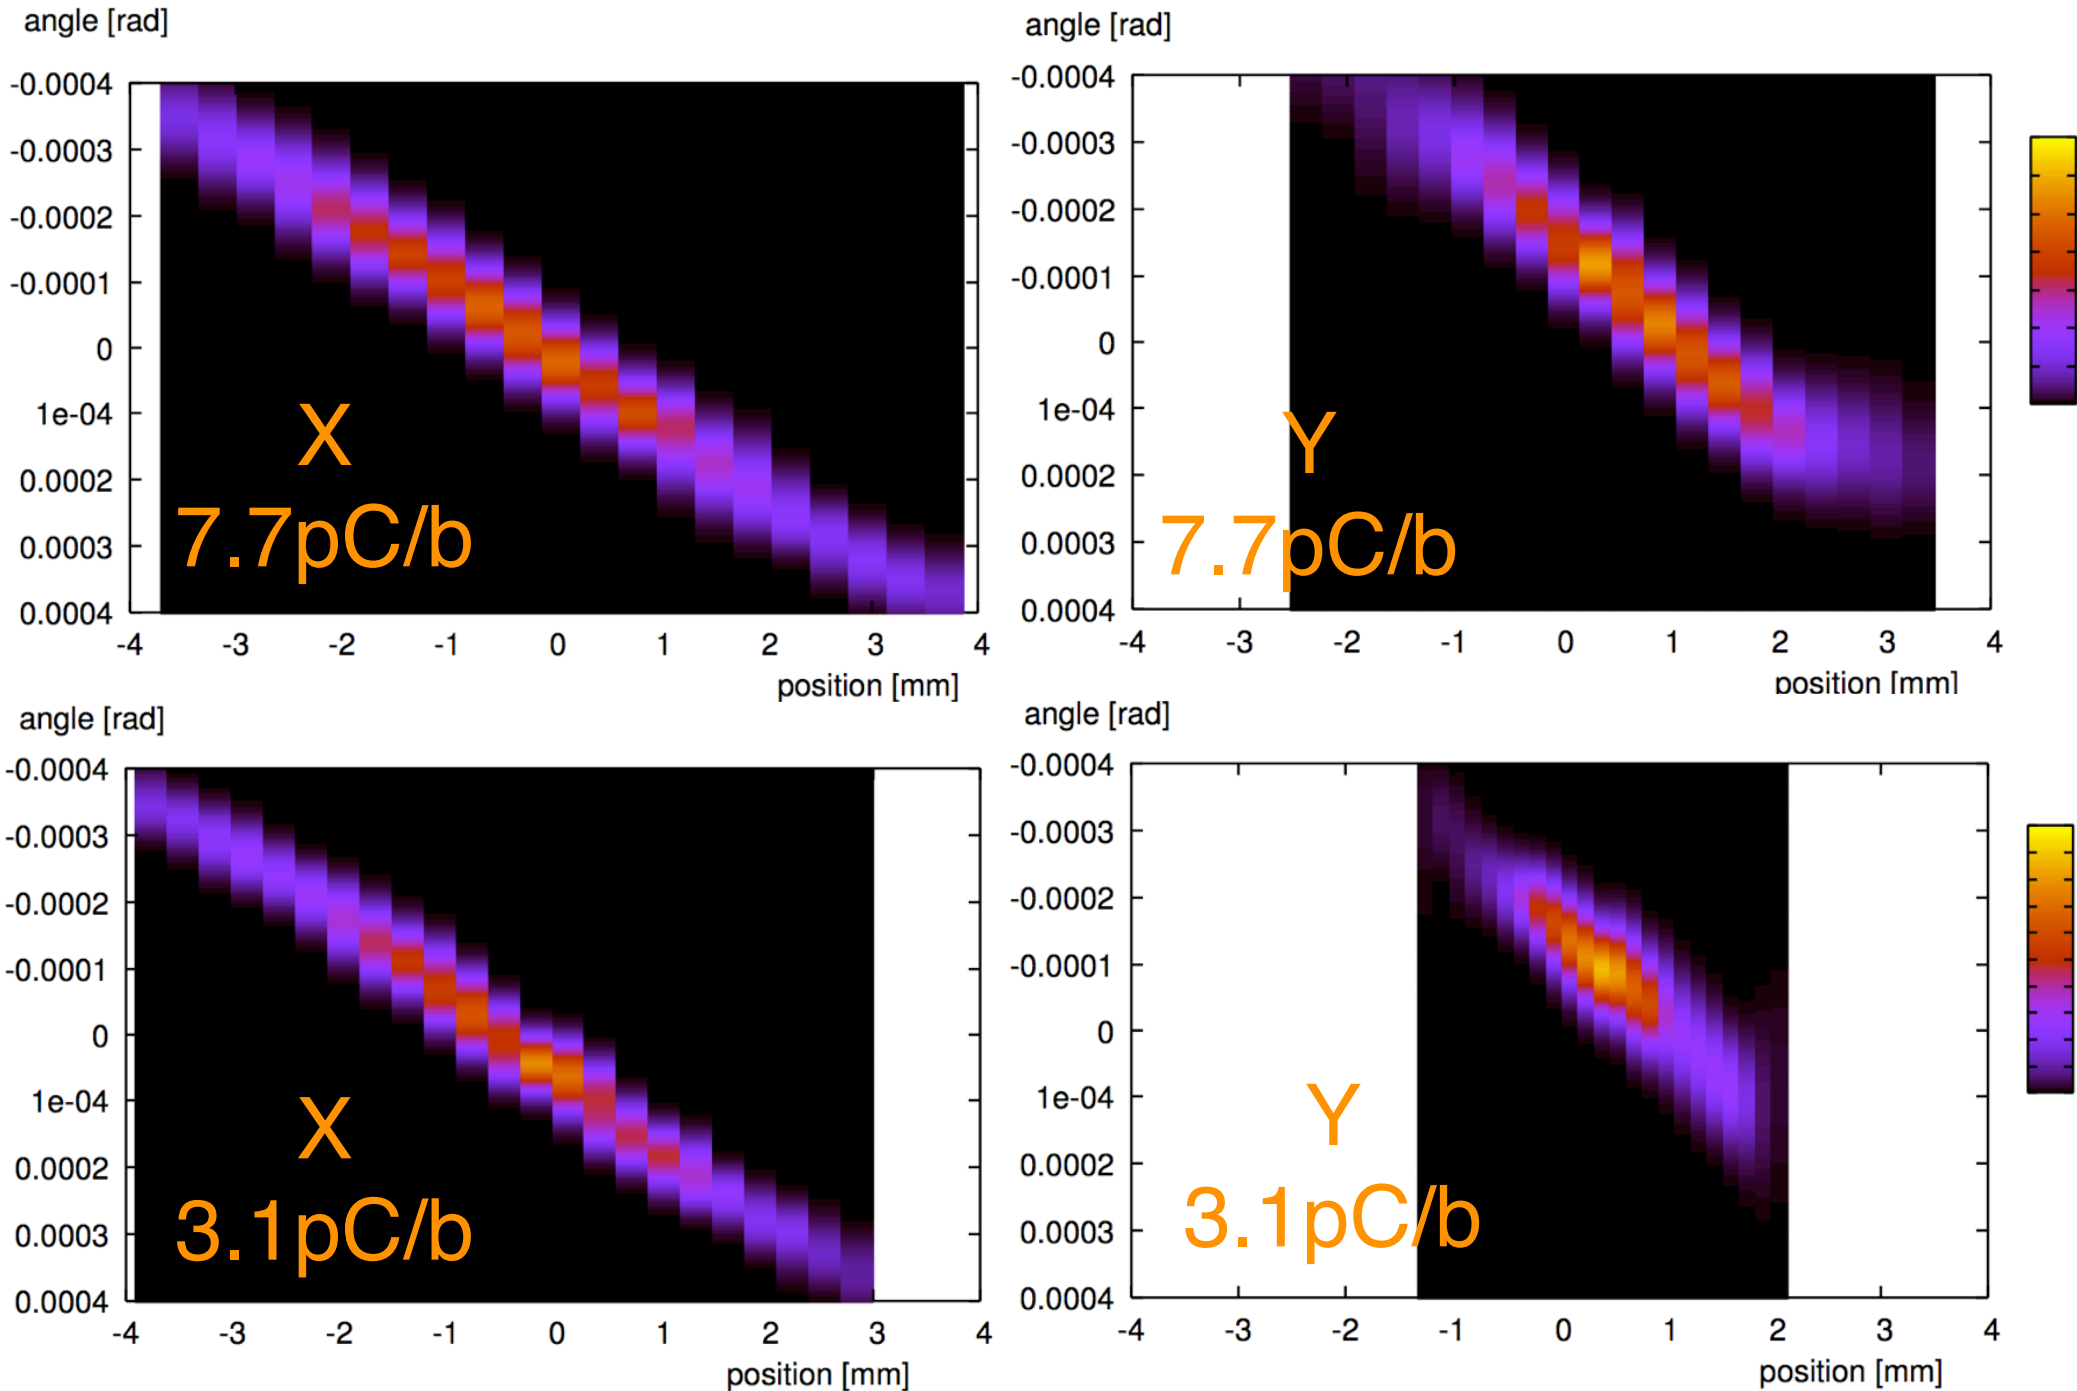 angle [rad]
-0.0004
-0.0003
-0.0002
-0.0001
0
1e-04
0.0002
0.0003
0.0004
X
7.7pC/b
-4 -3 -2 -1 0 1 2 3 4
position [mm]
angle [rad]
-0.0004
-0.0003
-0.0002
-0.0001
0
1e-04
0.0002
0.0003
0.0004
Y
7.7pC/b
-4 -3 -2 -1 0 1 2 3 4
position [mm]
angle [rad]
-0.0004
-0.0003
-0.0002
-0.0001
0
1e-04
0.0002
0.0003
0.0004
X
3.1pC/b
-4 -3 -2 -1 0 1 2 3 4
position [mm]
angle [rad]
-0.0004
-0.0003
-0.0002
-0.0001
0
1e-04
0.0002
0.0003
0.0004
Y
3.1pC/b
-4 -3 -2 -1 0 1 2 3 4
position [mm]